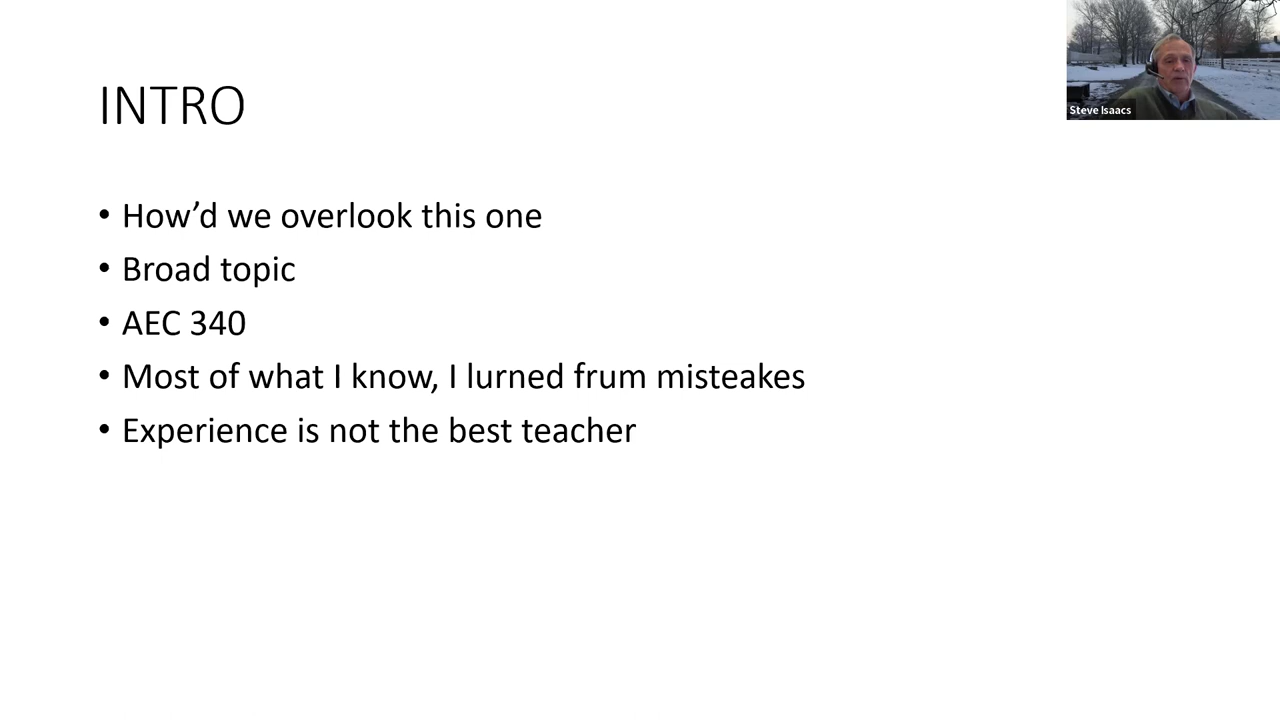 INTRO
Steve Isaacs
• How’d we overlook this one
• Broad topic
• AEC 340
• Most of what I know, I lurned frum misteakes
• Experience is not the best teacher